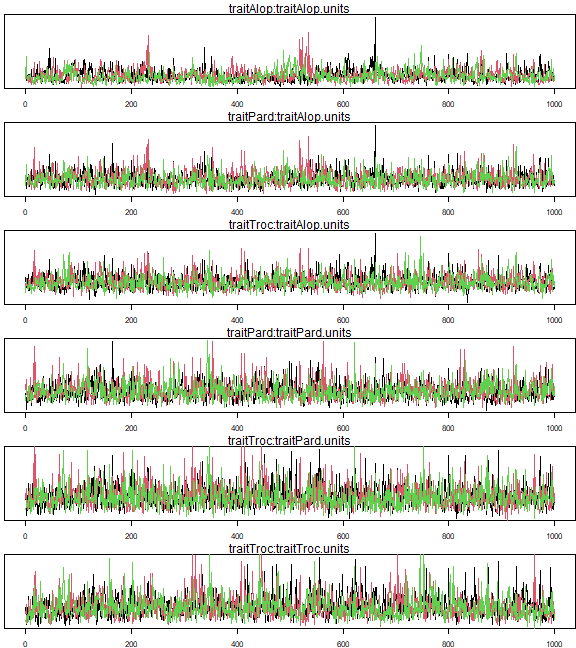 traitAlop:traitAlop.units
0 200 400 600 800 1000
traitPard:traitAlop.units
0 200 400 600 800 1000
traitTroc:traitAlop.units
0 200 400 600 800 1000
traitPard:traitPard.units
0 200 400 600 800 1000
traitTroc:traitPard.units
0 200 400 600 800 1000
traitTroc:traitTroc.units
0 200 400 600 800 1000